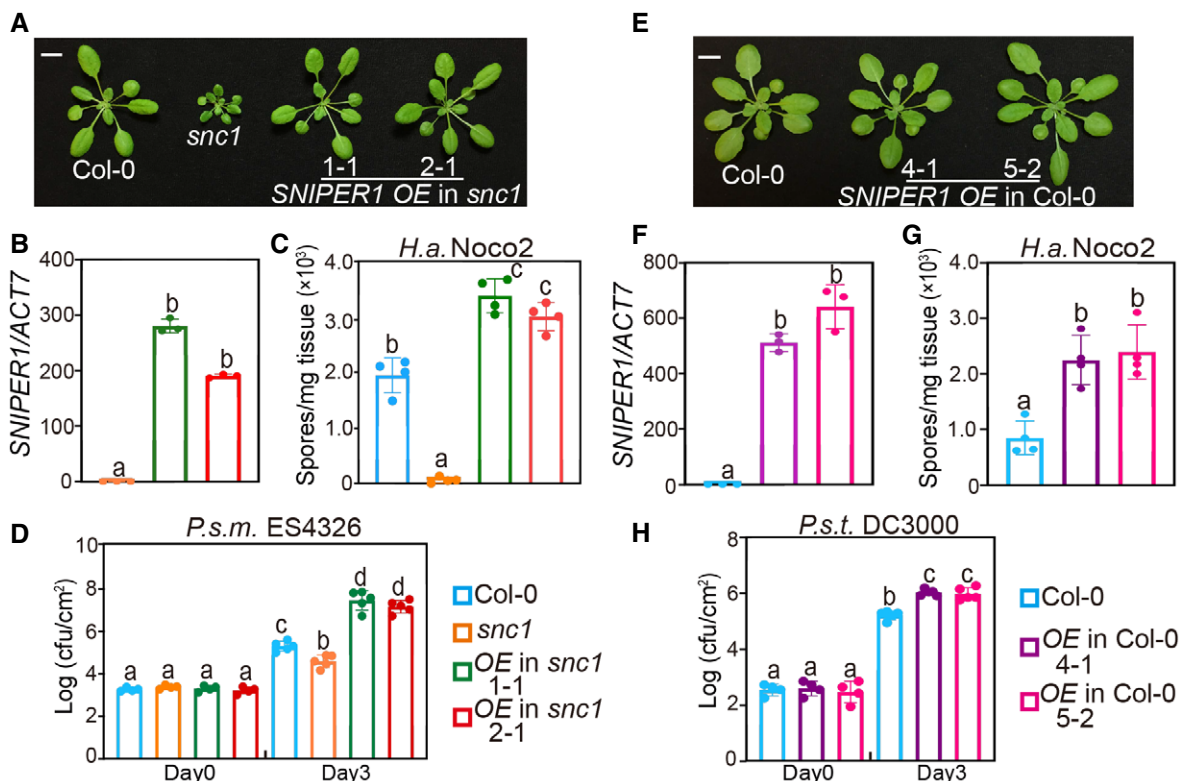 A
Col-0
snc1
1-1 2-1
SNIPER1 OE in snc1
E
Col-0
4-1 5-2
SNIPER1 OE in Col-0
B
SNIPER1/ACT7
400
300
200
100
0
a
b
b
C
H.a. Noco2
Spores/mg tissue (×10³)
4.0
3.0
2.0
1.0
0
b
a
c
c
F
SNIPER1/ACT7
800
600
400
200
0
a
b
b
G
H.a. Noco2
Spores/mg tissue (×10³)
4.0
3.0
2.0
1.0
0
a
b
b
D
P.s.m. ES4326
Log (cfu/cm²)
10
8
6
4
2
0
a a a a
c b d d
Day0 Day3
Col-0
snc1
OE in snc1
1-1
OE in snc1
2-1
H
P.s.t. DC3000
Log (cfu/cm²)
8
6
4
2
0
a a a
b c c
Day0 Day3
Col-0
OE in Col-0
4-1
OE in Col-0
5-2